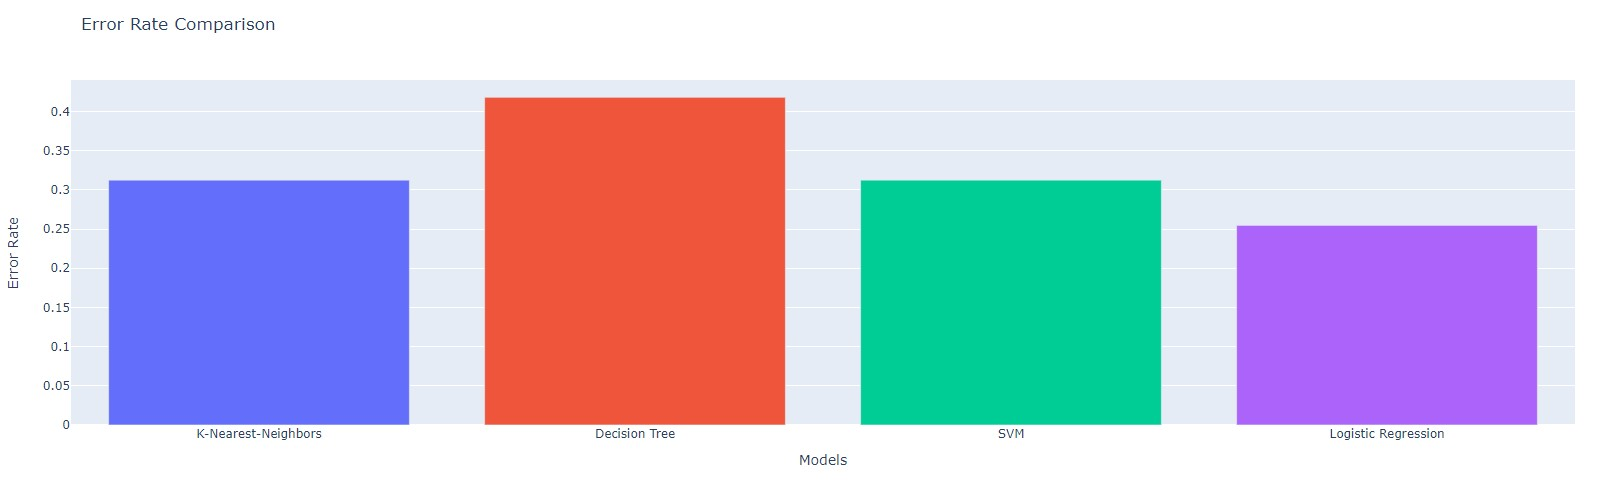 Error Rate Comparison
Error Rate
0.4
0.35
0.3
0.25
0.2
0.15
0.1
0.05
0
K-Nearest-Neighbors Decision Tree SVM Logistic Regression
Models